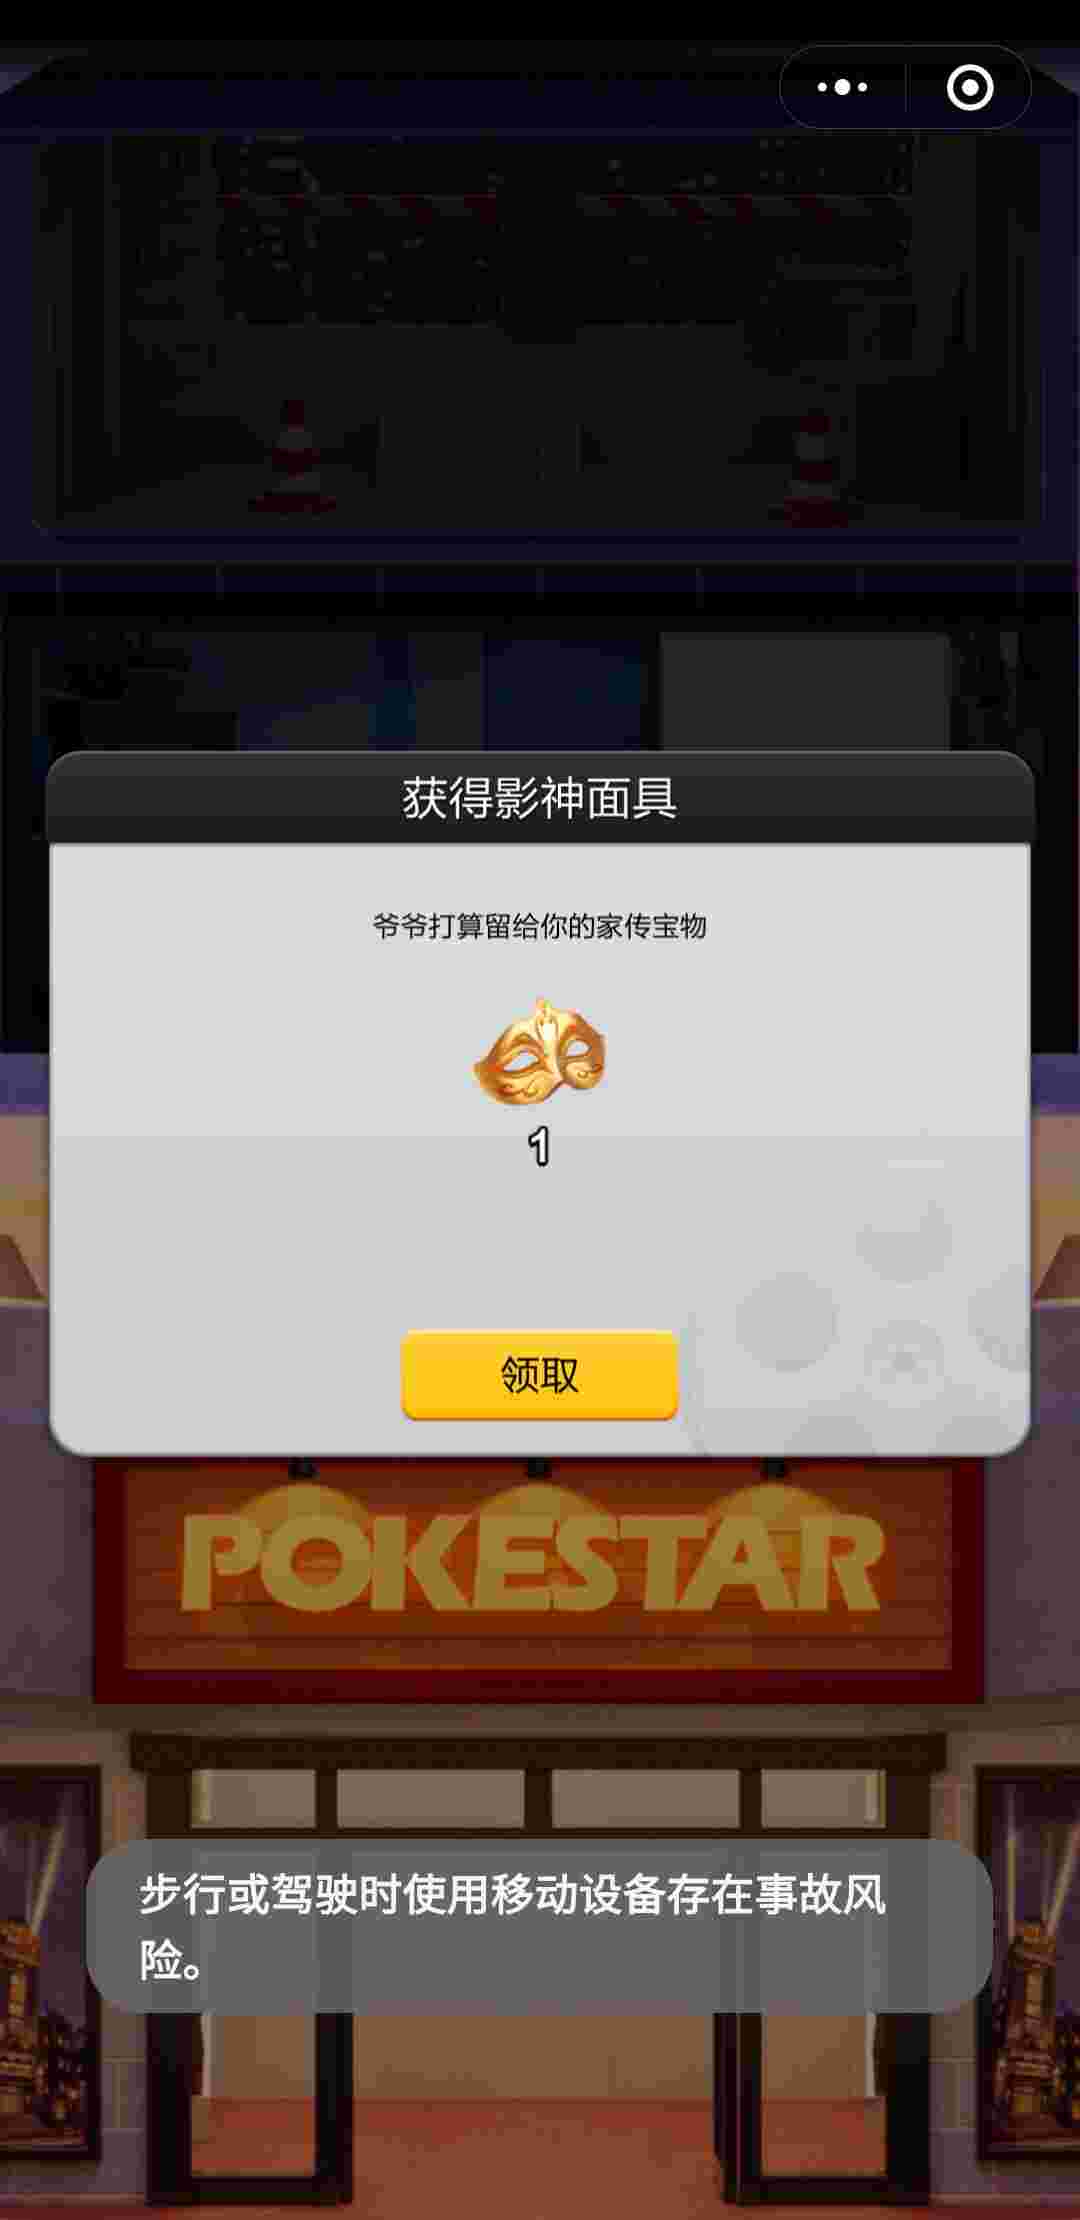 获得影神面具
爷爷打算留给你的家传宝物
1
领取
POKESTAR
步行或驾驶时使用移动设备存在事故风
险。